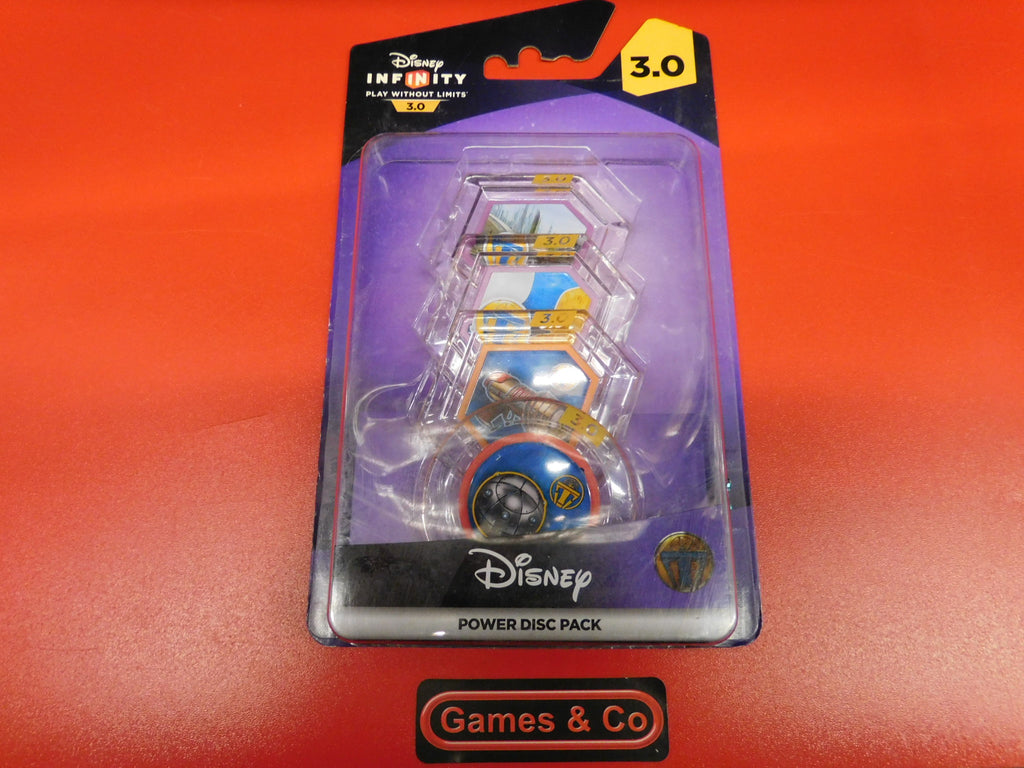 Disney
INFINITY
PLAY WITHOUT LIMITS
3.0
3.0
3.0
3.0
3.0
Disney
POWER DISC PACK
Games & Co